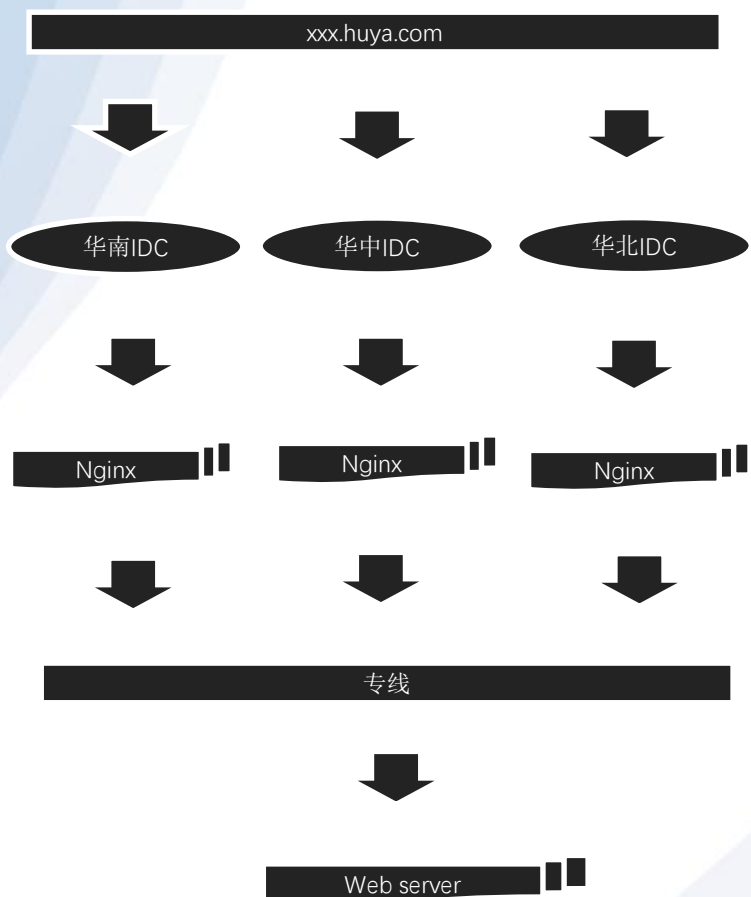 xxx.huya.com
华南IDC
华中IDC
华北IDC
Nginx
Nginx
Nginx
专线
Web server